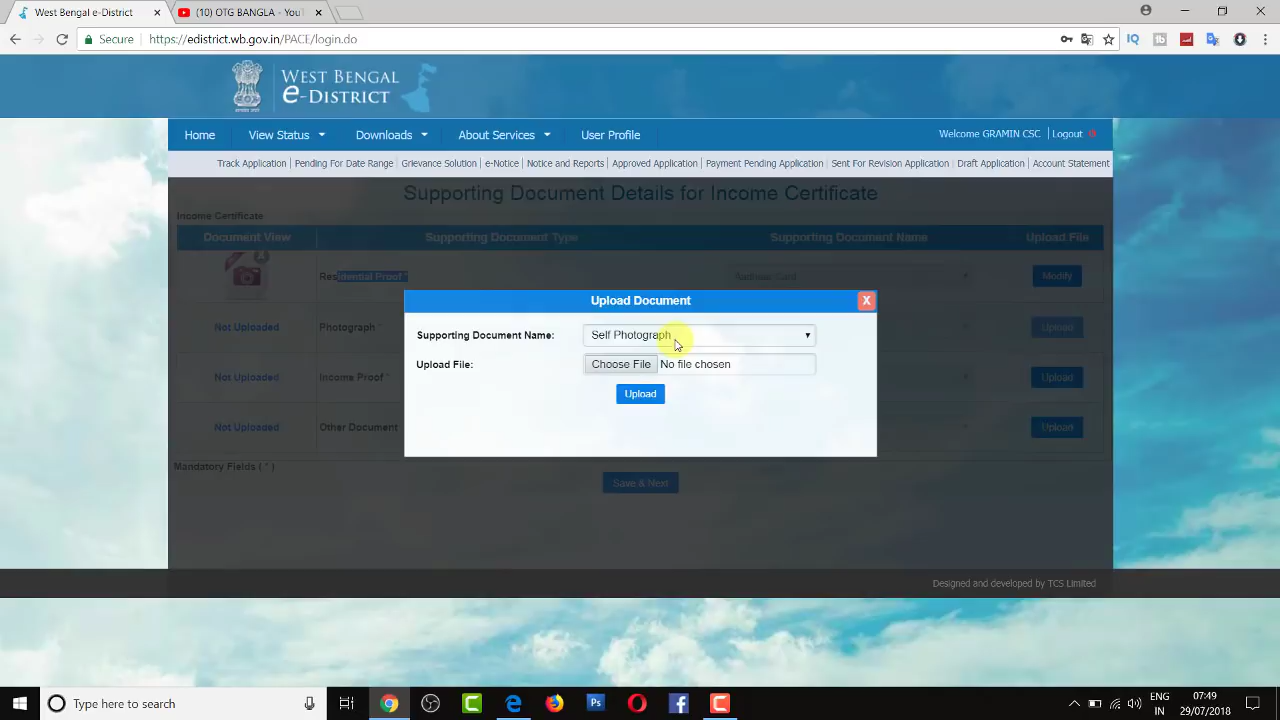 West Bengal e-District
(10) OTG BANGLA - You
Secure
https://edistrict.wb.gov.in/PACE/login.do
WEST BENGAL
e-DISTRICT
Home
View Status
Downloads
About Services
User Profile
Welcome GRAMIN CSC
Logout
Track Application
Pending For Date Range
Grievance Solution
e-Notice
Notice and Reports
Approved Application
Payment Pending Application
Sent For Revision Application
Draft Application
Account Statement
Supporting Document Details for Income Certificate
Income Certificate
Document View
Supporting Document Type
Supporting Document Name
Upload File
Residential Proof *
Aadhaar Card
Modify
Upload Document
X
Supporting Document Name:
Self Photograph
Not Uploaded
Photograph *
Upload
Upload File:
Choose File
No file chosen
Upload
Not Uploaded
Income Proof *
Upload
Not Uploaded
Other Document
Upload
Mandatory Fields ( * )
Save & Next
Designed and developed by TCS Limited
Type here to search
Ps
ENG
IN
07:49
29/07/2018